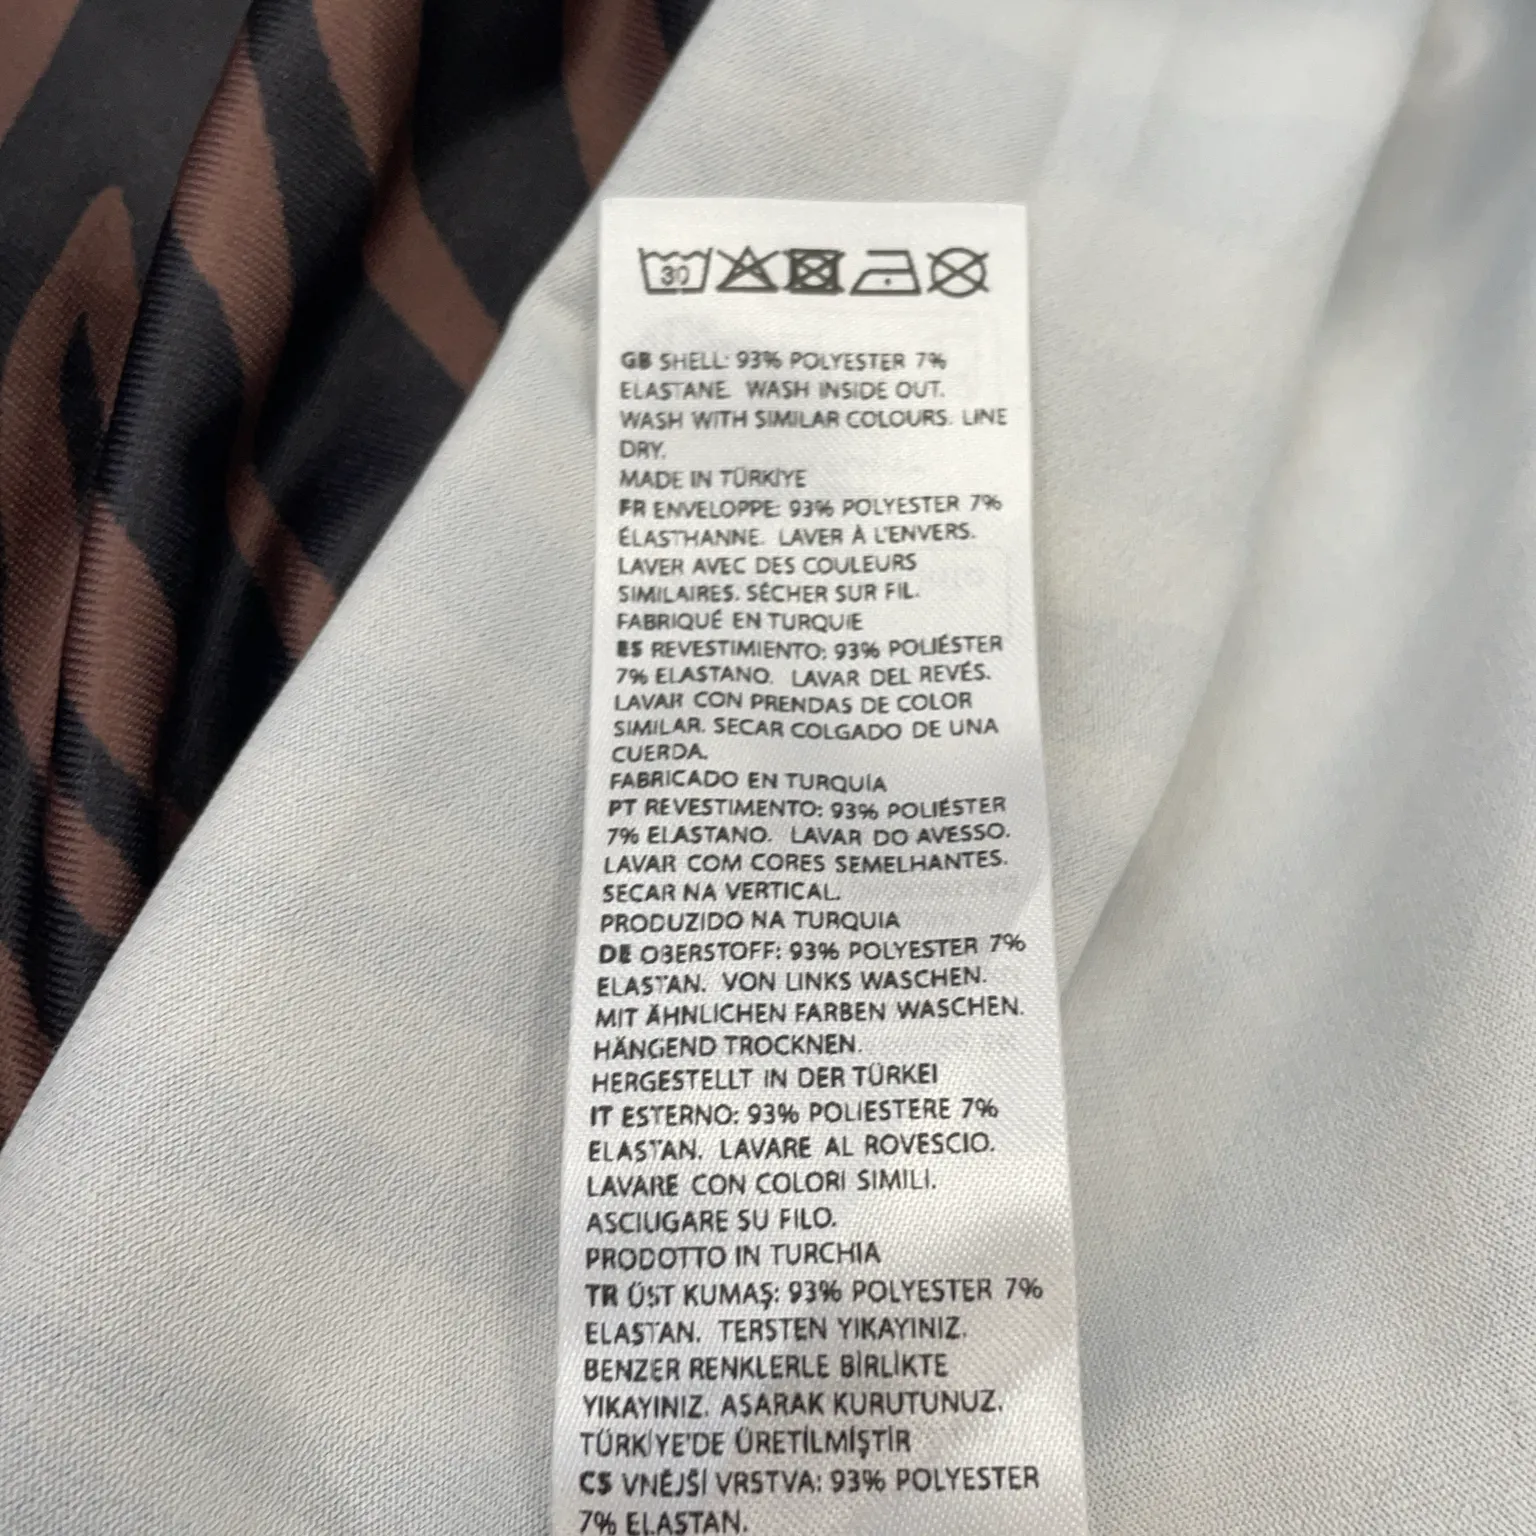 30
GB SHELL: 93% POLYESTER 7%
ELASTANE. WASH INSIDE OUT.
WASH WITH SIMILAR COLOURS. LINE
DRY.
MADE IN TÜRKİYE
FR ENVELOPPE: 93% POLYESTER 7%
ÉLASTHANNE. LAVER À L'ENVERS.
LAVER AVEC DES COULEURS
SIMILAIRES. SÉCHER SUR FIL.
FABRIQUÉ EN TURQUIE
ES REVESTIMIENTO: 93% POLIÉSTER
7% ELASTANO. LAVAR DEL REVÉS.
LAVAR CON PRENDAS DE COLOR
SIMILAR. SECAR COLGADO DE UNA
CUERDA.
FABRICADO EN TURQUÍA
PT REVESTIMENTO: 93% POLIÉSTER
7% ELASTANO. LAVAR DO AVESSO.
LAVAR COM CORES SEMELHANTES.
SECAR NA VERTICAL.
PRODUZIDO NA TURQUIA
DE OBERSTOFF: 93% POLYESTER 7%
ELASTAN. VON LINKS WASCHEN.
MIT ÄHNLICHEN FARBEN WASCHEN.
HÄNGEND TROCKNEN.
HERGESTELLT IN DER TÜRKEI
IT ESTERNO: 93% POLIESTERE 7%
ELASTAN. LAVARE AL ROVESCIO.
LAVARE CON COLORI SIMILI.
ASCIUGARE SU FILO.
PRODOTTO IN TURCHIA
TR ÜST KUMAŞ: 93% POLYESTER 7%
ELASTAN. TERSTEN YIKAYINIZ.
BENZER RENKLERLE BİRLİKTE
YIKAYINIZ. ASARAK KURUTUNUZ.
TÜRKİYE'DE ÜRETİLMİŞTİR
CS VNĚJŠÍ VRSTVA: 93% POLYESTER
7% ELASTAN.